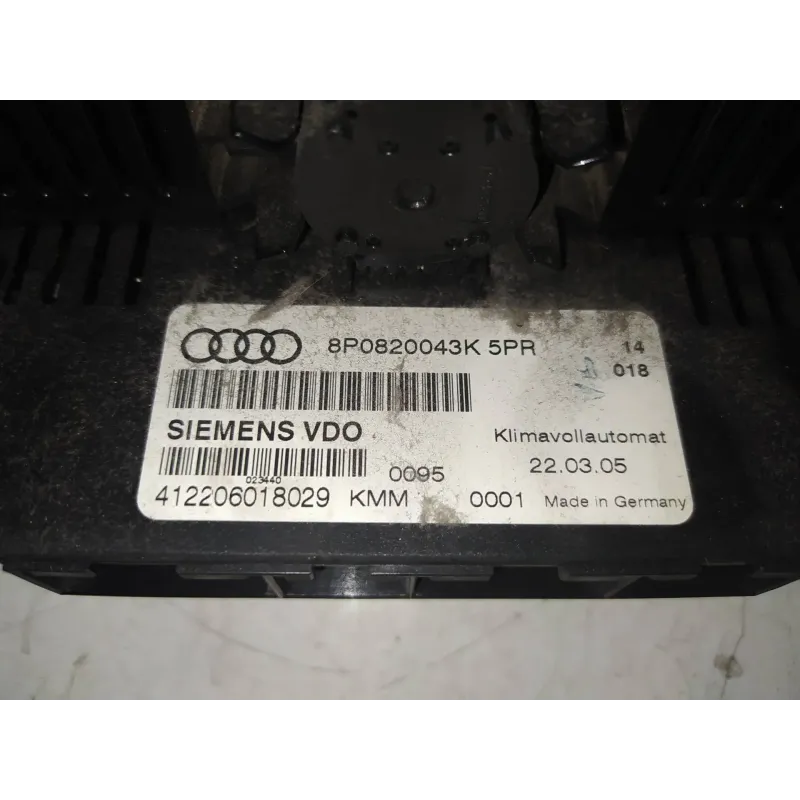 8P0820043K 5PR 14
018
SIEMENS VDO Klimavollautomat
023440 0095 22.03.05
412206018029 KMM 0001 Made in Germany